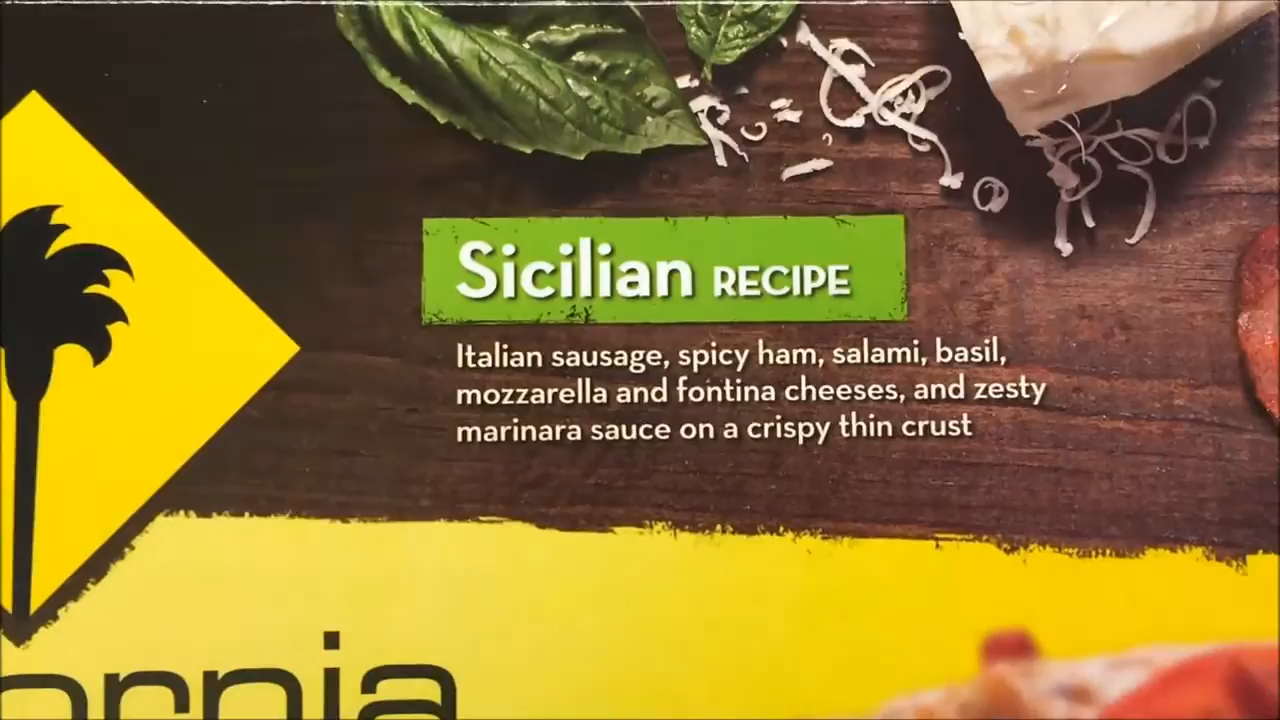 Sicilian RECIPE
Italian sausage, spicy ham, salami, basil,
mozzarella and fontina cheeses, and zesty
marinara sauce on a crispy thin crust
ornia